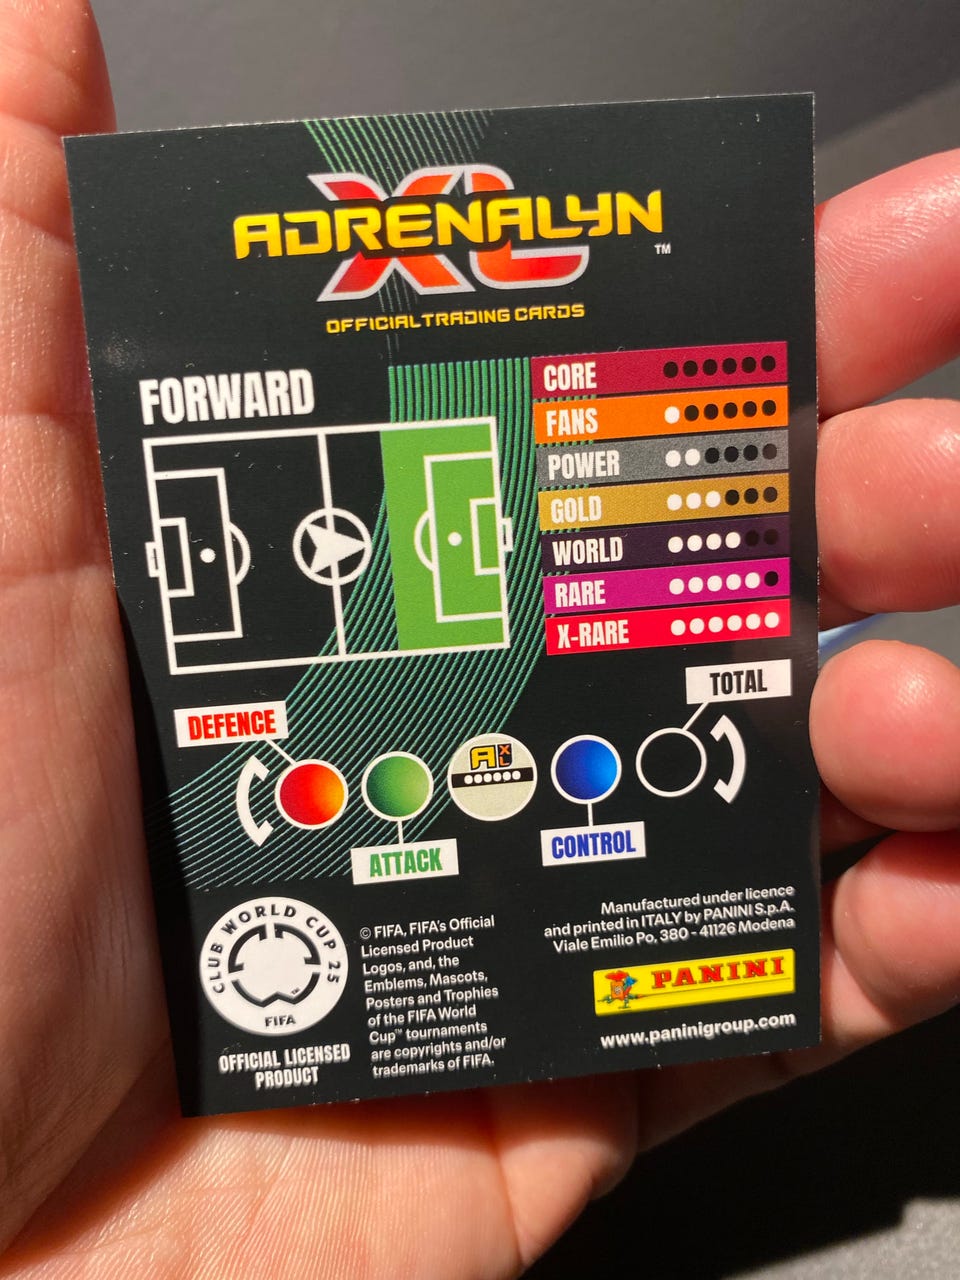 XL
ADRENALYN
TM
OFFICIAL TRADING CARDS
FORWARD
CORE
FANS
POWER
GOLD
WORLD
RARE
X-RARE
TOTAL
DEFENCE
A XL
ATTACK
CONTROL
CLUB WORLD CUP 25
TM
FIFA
OFFICIAL LICENSED
PRODUCT
© FIFA, FIFA's Official
Licensed Product
Logos, and, the
Emblems, Mascots,
Posters and Trophies
of the FIFA World
Cup™ tournaments
are copyrights and/or
trademarks of FIFA.
Manufactured under licence
and printed in ITALY by PANINI S.p.A.
Viale Emilio Po, 380 - 41126 Modena
PANINI
www.paninigroup.com